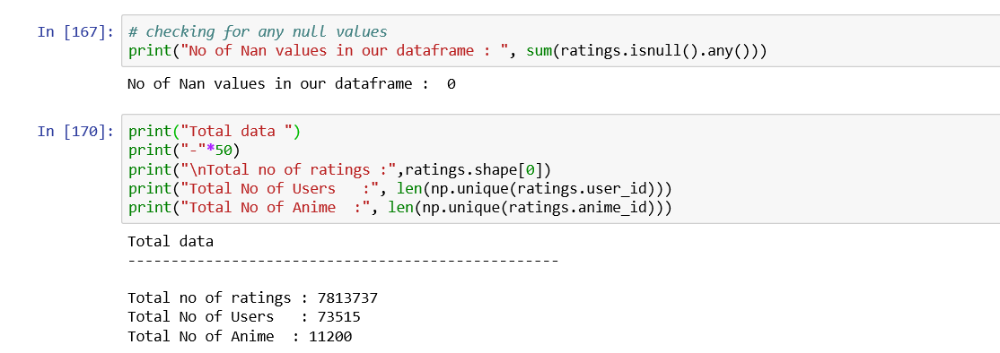 In [167]: # checking for any null values
print("No of Nan values in our dataframe : ", sum(ratings.isnull().any()))
No of Nan values in our dataframe :  0
In [170]: print("Total data ")
print("-"*50)
print("\nTotal no of ratings :",ratings.shape[0])
print("Total No of Users   :", len(np.unique(ratings.user_id)))
print("Total No of Anime  :", len(np.unique(ratings.anime_id)))
Total data
--------------------------------------------------
Total no of ratings : 7813737
Total No of Users   : 73515
Total No of Anime  : 11200